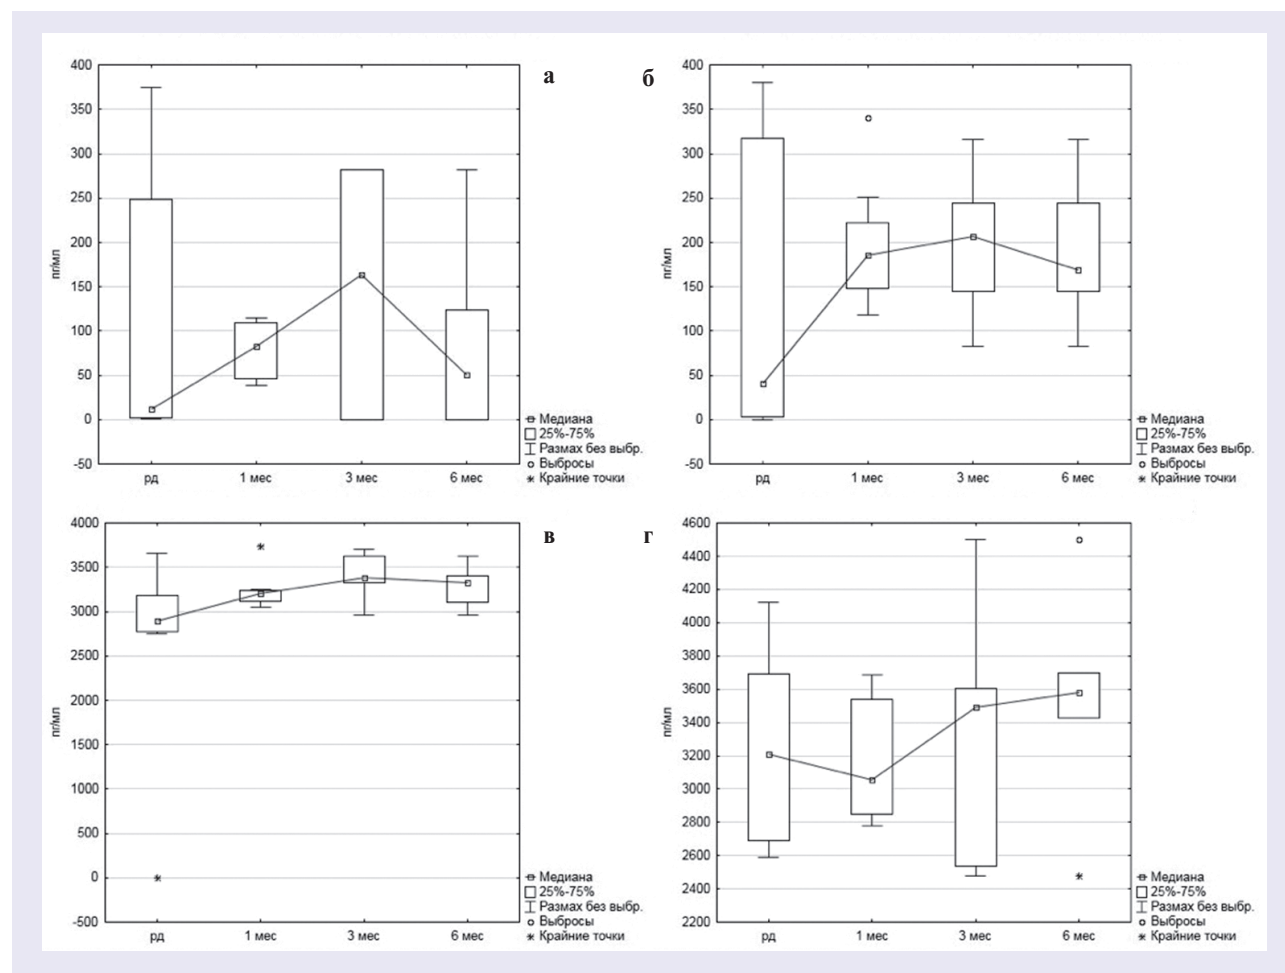 а
400
350
300
250
200
150
100
50
0
-50
пг/мл
рд 1 мес 3 мес 6 мес
Медиана
25%-75%
Размах без выбр.
Выбросы
Крайние точки
б
400
350
300
250
200
150
100
50
0
-50
пг/мл
рд 1 мес 3 мес 6 мес
Медиана
25%-75%
Размах без выбр.
Выбросы
Крайние точки
в
4000
3500
3000
2500
2000
1500
1000
500
0
-500
пг/мл
рд 1 мес 3 мес 6 мес
Медиана
25%-75%
Размах без выбр.
Выбросы
Крайние точки
г
4600
4400
4200
4000
3800
3600
3400
3200
3000
2800
2600
2400
2200
пг/мл
рд 1 мес 3 мес 6 мес
Медиана
25%-75%
Размах без выбр.
Выбросы
Крайние точки